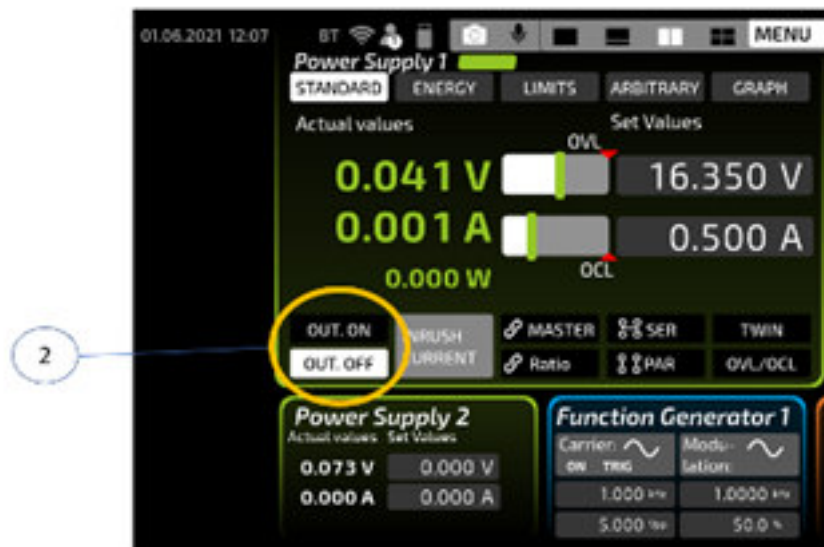 01.06.2021 12:07 BT MENU
Power Supply 1
STANDARD ENERGY LIMITS ARBITRARY GRAPH
Actual values Set Values
OVL
0.041 V 16.350 V
0.001 A 0.500 A
0.000 W OCL
OUT. ON INRUSH CURRENT MASTER SER TWIN
OUT. OFF Ratio PAR OVL/OCL
2
Power Supply 2 Function Generator 1
Actual values Set Values Carrier: Modu-
ON TRIG lation:
0.073 V 0.000 V
0.000 A 0.000 A 1.000 kHz 1.0000 kHz
5.000 Vpp 50.0 %